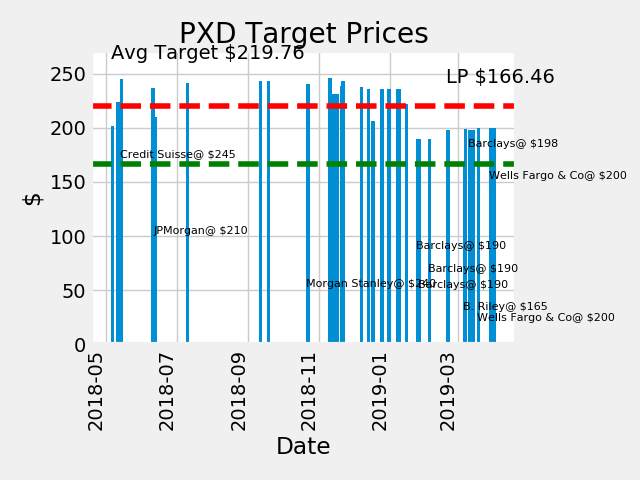 PXD Target Prices
Avg Target $219.76
LP $166.46
250
200
150
100
50
0
$
Credit Suisse@ $245
Barclays@ $198
Wells Fargo & Co@ $200
JPMorgan@ $210
Barclays@ $190
Barclays@ $190
Morgan Stanley@ $240
Barclays@ $190
B. Riley@ $165
Wells Fargo & Co@ $200
2018-05
2018-07
2018-09
2018-11
2019-01
2019-03
Date